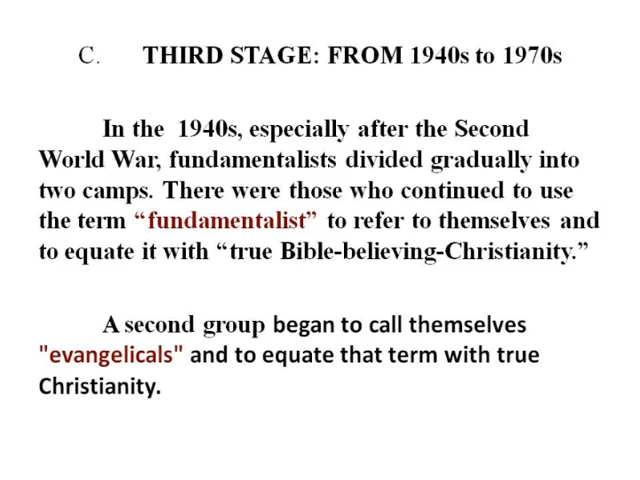 C. THIRD STAGE: FROM 1940s to 1970s
In the 1940s, especially after the Second
World War, fundamentalists divided gradually into
two camps. There were those who continued to use
the term “fundamentalist” to refer to themselves and
to equate it with “true Bible-believing-Christianity.”
A second group began to call themselves
"evangelicals" and to equate that term with true
Christianity.